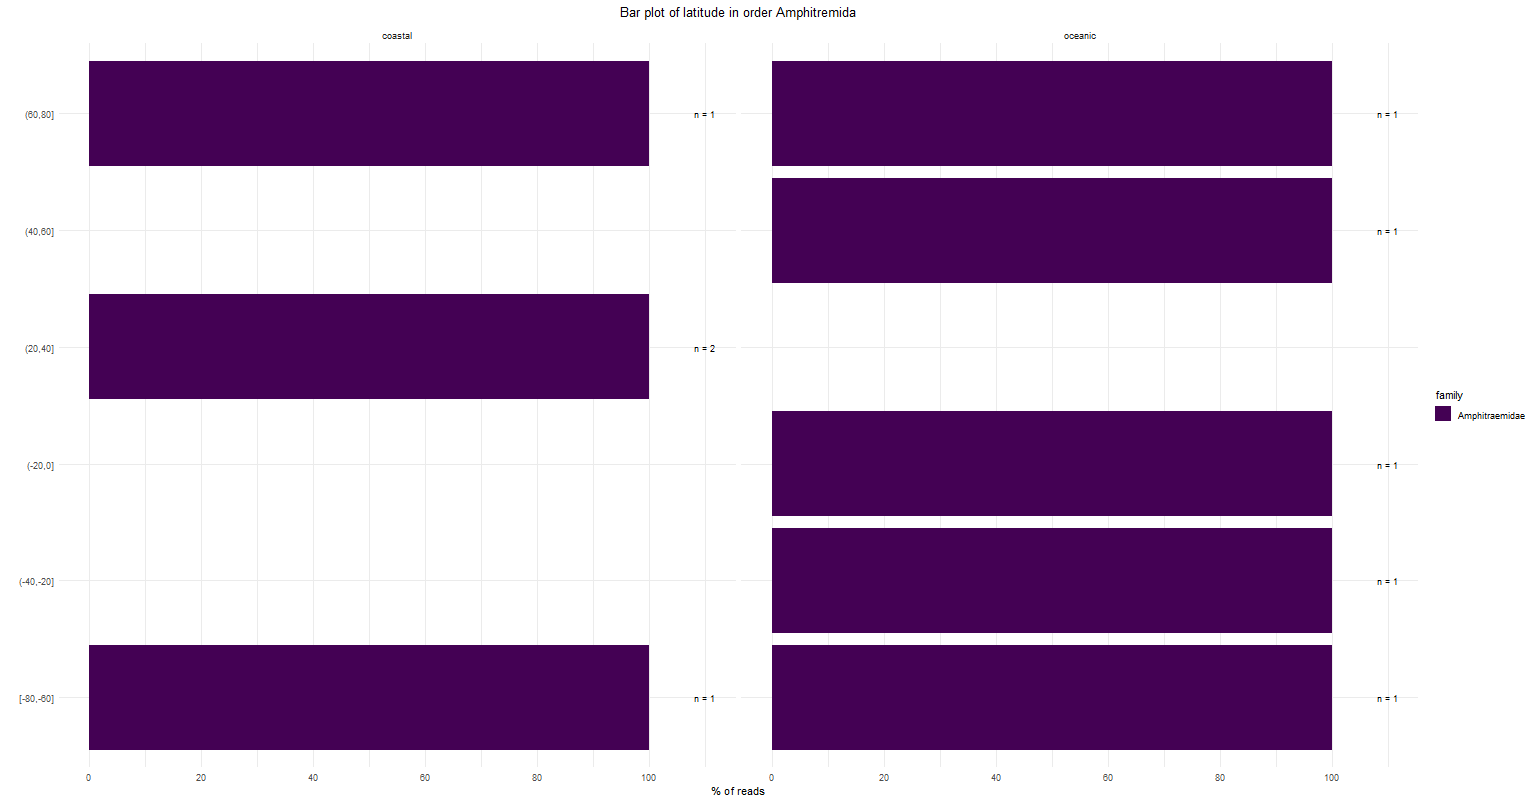 Bar plot of latitude in order Amphitremida
coastal
oceanic
(60,80]
n = 1
n = 1
(40,60]
n = 1
(20,40]
n = 2
(-20,0]
n = 1
(-40,-20]
n = 1
[-80,-60]
n = 1
n = 1
family
Amphitraemidae
0 20 40 60 80 100
0 20 40 60 80 100
% of reads